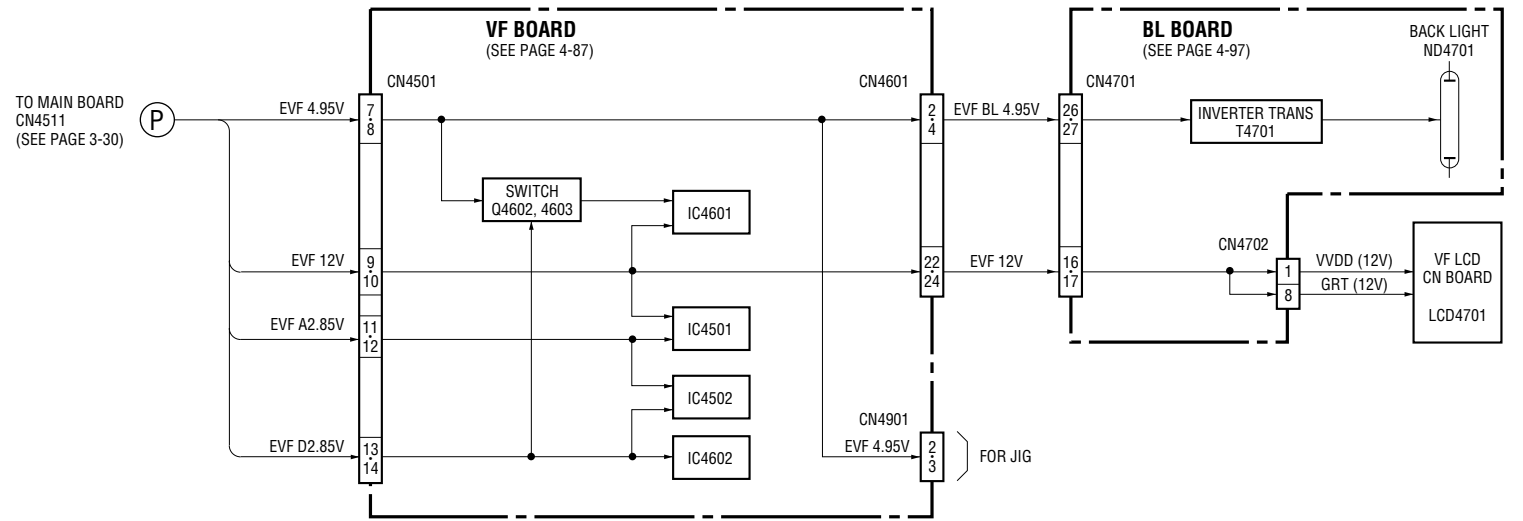 VF BOARD
(SEE PAGE 4-87)
BL BOARD
(SEE PAGE 4-97)
BACK LIGHT
ND4701
CN4501
CN4601
CN4701
TO MAIN BOARD
CN4511
(SEE PAGE 3-30)
P
EVF 4.95V
7
8
2
4
EVF BL 4.95V
26
27
INVERTER TRANS
T4701
SWITCH
Q4602, 4603
IC4601
EVF 12V
9
10
22
24
EVF 12V
16
17
CN4702
1
8
VVDD (12V)
GRT (12V)
VF LCD
CN BOARD
LCD4701
EVF A2.85V
11
12
IC4501
IC4502
EVF D2.85V
13
14
IC4602
CN4901
EVF 4.95V
2
3
FOR JIG